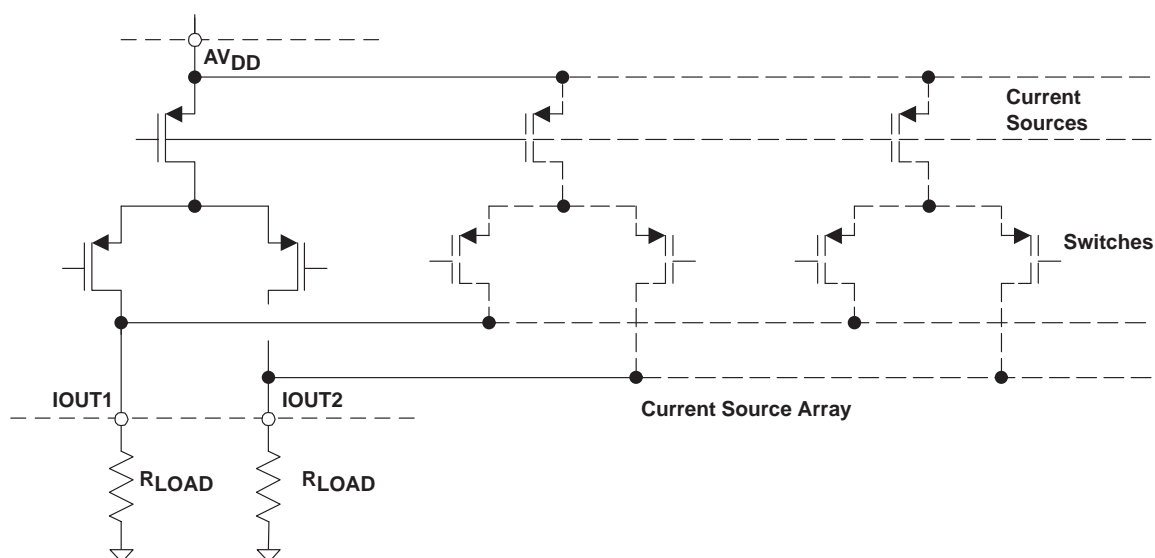 AVDD
Current
Sources
Switches
IOUT1
IOUT2
Current Source Array
RLOAD
RLOAD